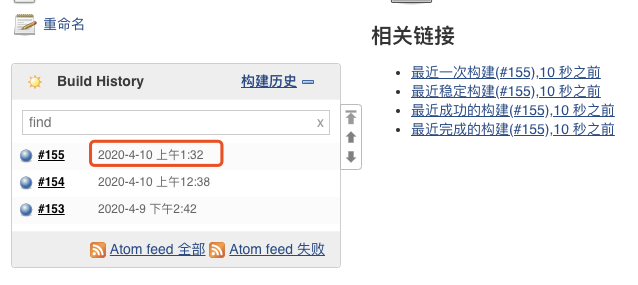 重命名
Build History
构建历史
find
x
#155 2020-4-10 上午1:32
#154 2020-4-10 上午12:38
#153 2020-4-9 下午2:42
Atom feed 全部 Atom feed 失败
相关链接
最近一次构建(#155),10 秒之前
最近稳定构建(#155),10 秒之前
最近成功的构建(#155),10 秒之前
最近完成的构建(#155),10 秒之前